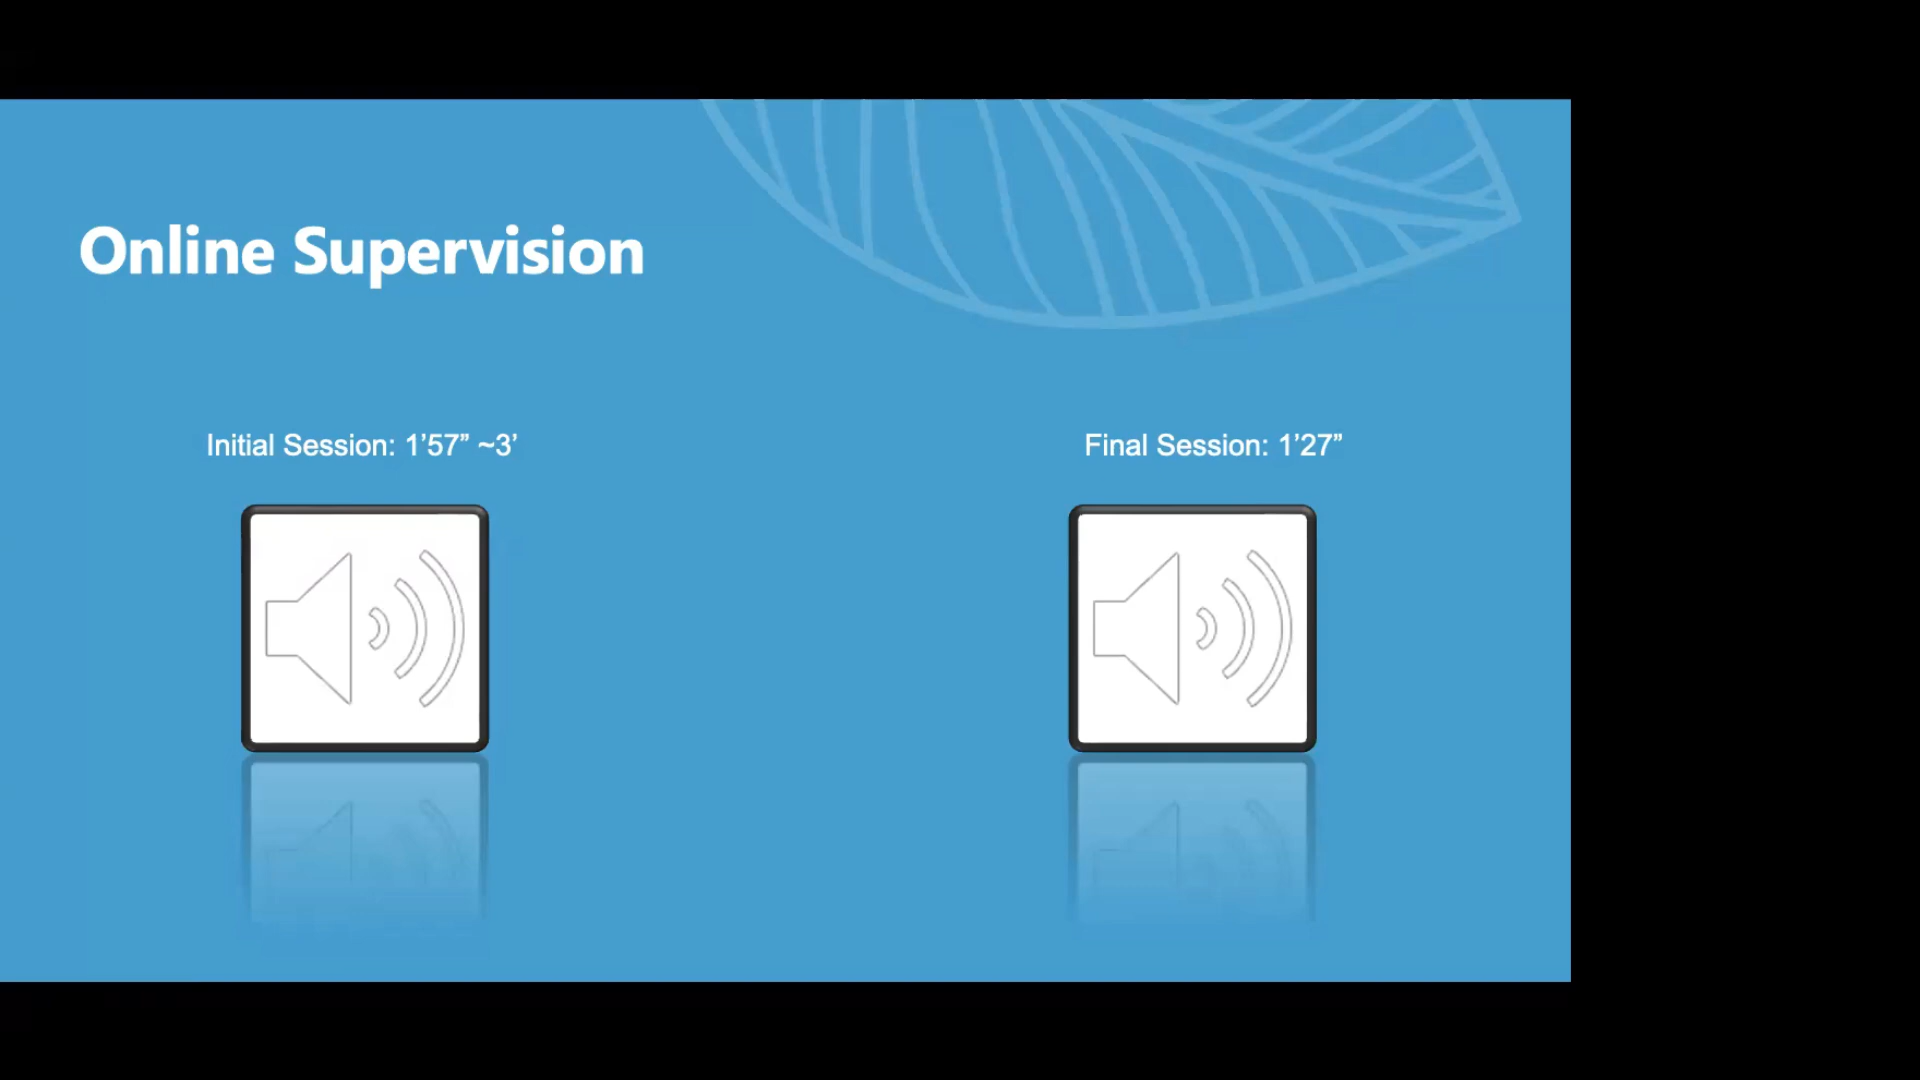 Online Supervision
Initial Session: 1’57” ~3’
Final Session: 1’27”